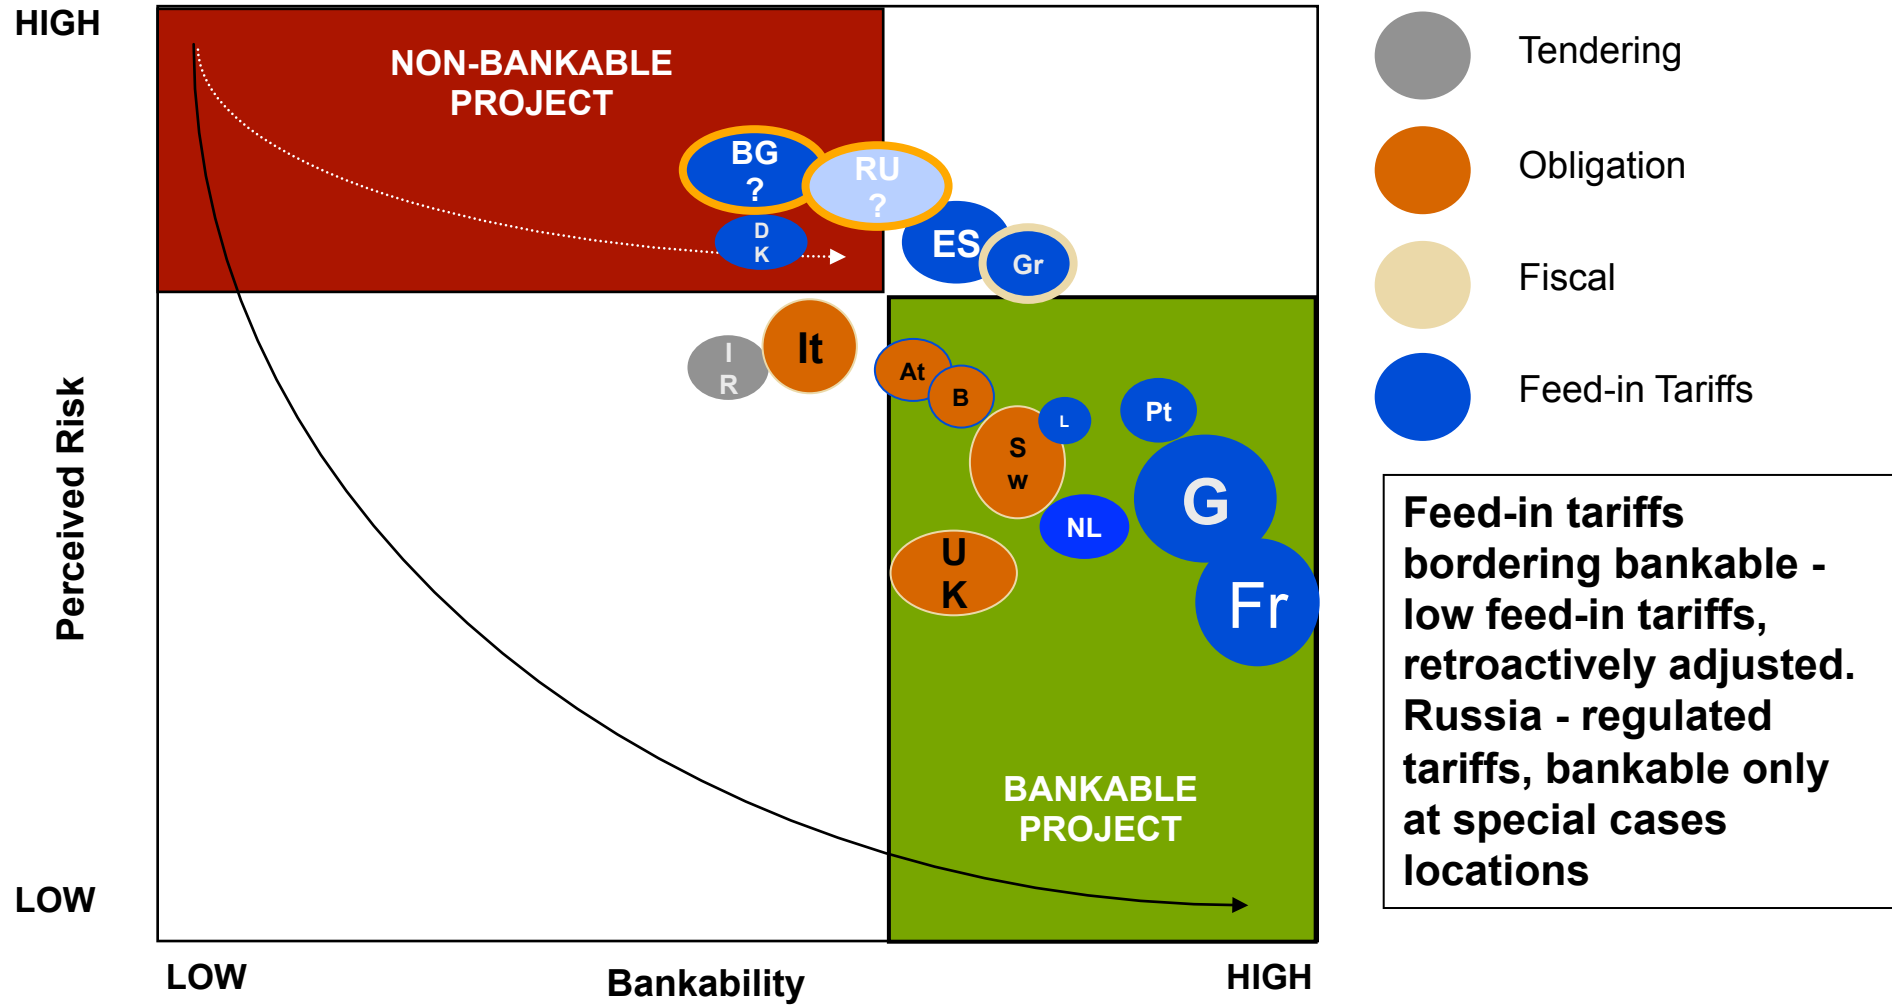 HIGH
NON-BANKABLE
PROJECT
BG
?
RU
?
D
K
ES
Gr
I
R
It
At
B
S
w
L
Pt
G
NL
U
K
Fr
BANKABLE
PROJECT
Perceived Risk
LOW
LOW
Bankability
HIGH
Tendering
Obligation
Fiscal
Feed-in Tariffs
Feed-in tariffs
bordering bankable -
low feed-in tariffs,
retroactively adjusted.
Russia - regulated
tariffs, bankable only
at special cases
locations